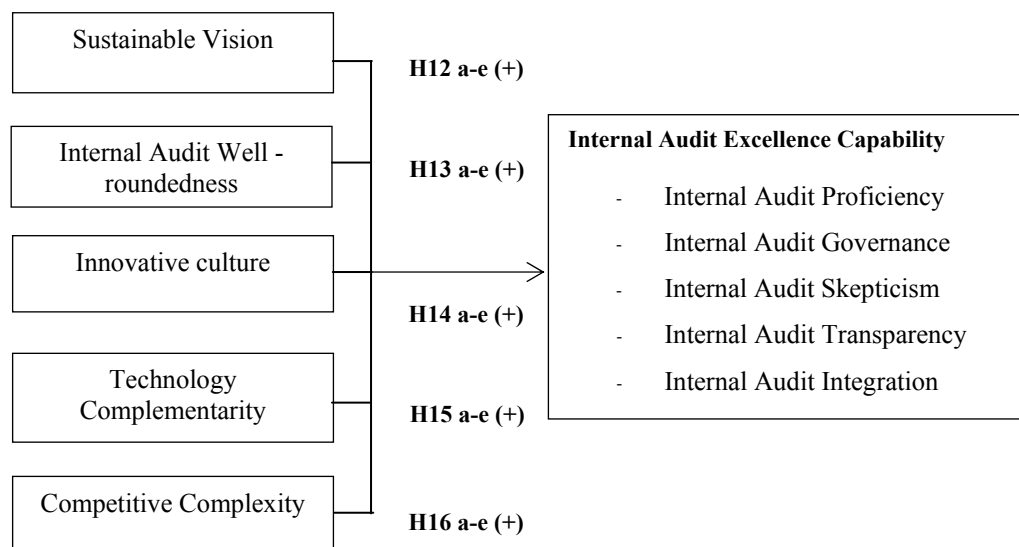 Sustainable Vision
H12 a-e (+)
Internal Audit Well -
roundedness
H13 a-e (+)
Innovative culture
H14 a-e (+)
Technology
Complementarity
H15 a-e (+)
Competitive Complexity
H16 a-e (+)
Internal Audit Excellence Capability
- Internal Audit Proficiency
- Internal Audit Governance
- Internal Audit Skepticism
- Internal Audit Transparency
- Internal Audit Integration